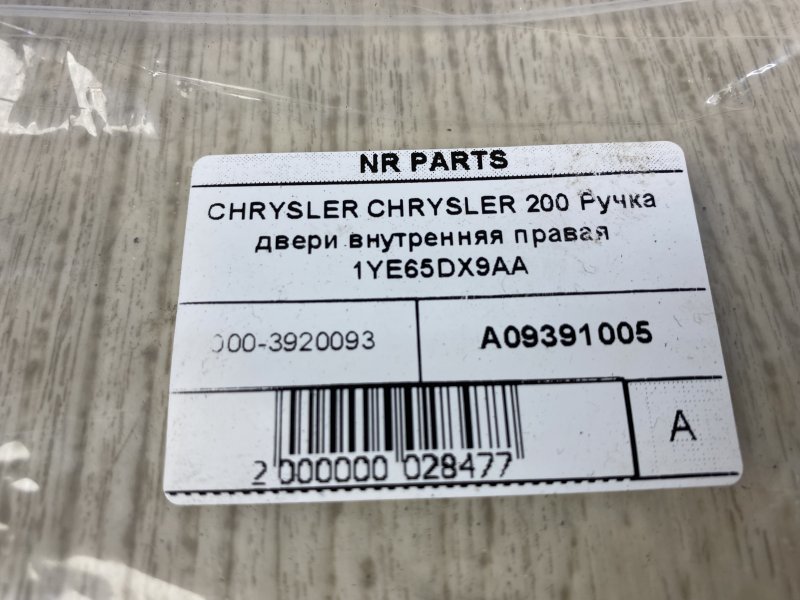 NR PARTS
CHRYSLER CHRYSLER 200 Ручка
двери внутренняя правая
1YE65DX9AA
000-3920093
A09391005
A
2 000000 028477